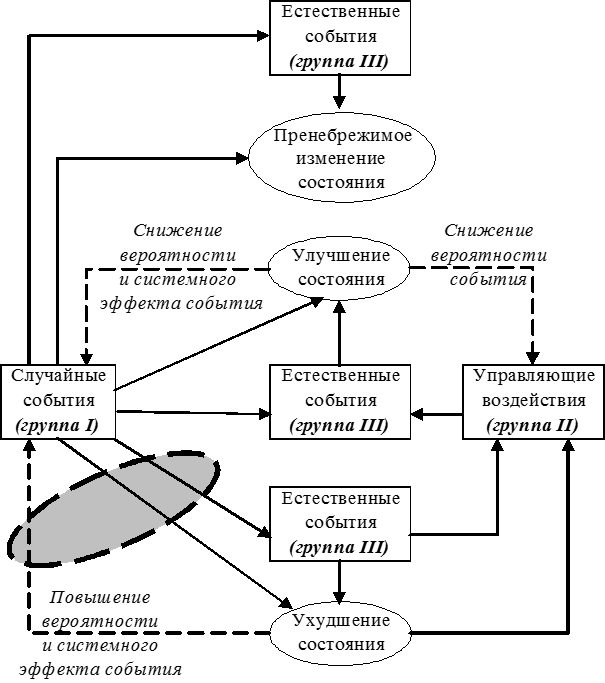 Естественные
события
(группа III)
Пренебрежимое
изменение
состояния
Снижение
вероятности
и системного
эффекта события
Улучшение
состояния
Снижение
вероятности
события
Случайные
события
(группа I)
Естественные
события
(группа III)
Управляющие
воздействия
(группа II)
Естественные
события
(группа III)
Повышение
вероятности
и системного
эффекта события
Ухудшение
состояния